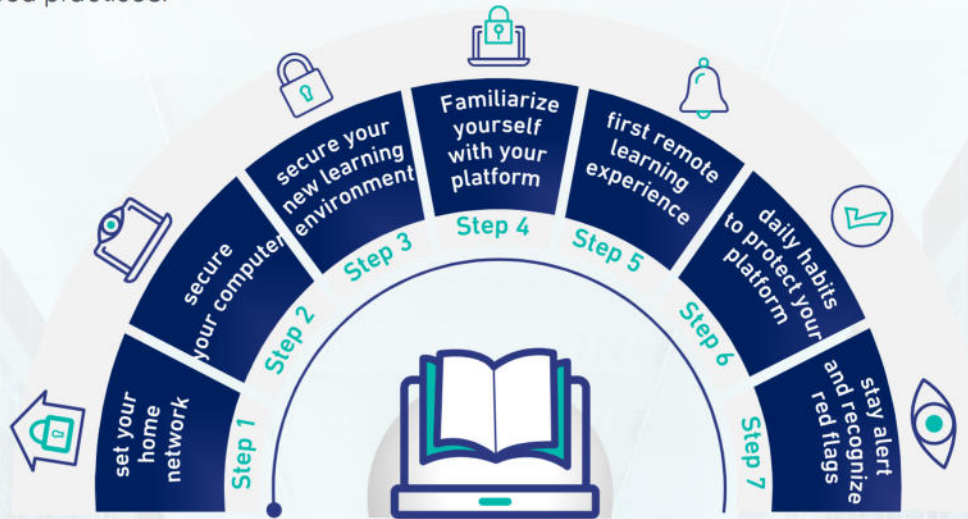 set your
home
network
Step 1
secure
your computer
Step 2
secure your
new learning
environment
Step 3
Familiarize
yourself
with your
platform
Step 4
first remote
learning
experience
Step 5
daily habits
to protect your
platform
Step 6
stay alert
and recognize
red flags
Step 7